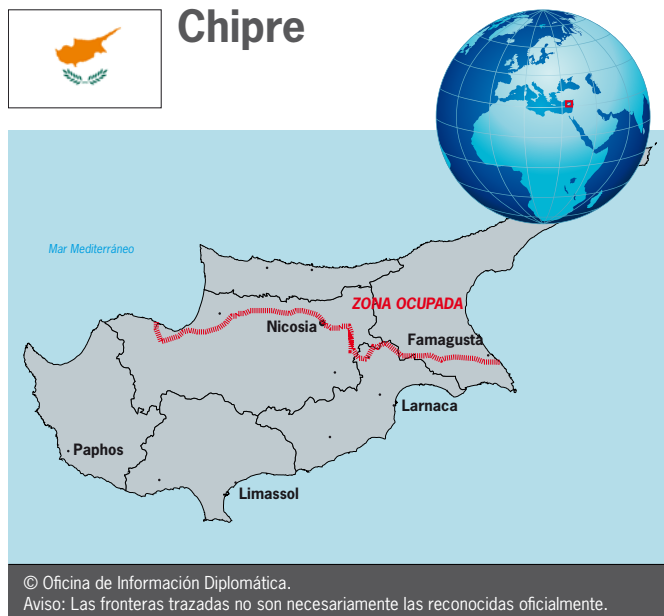 Chipre
Mar Mediterráneo
ZONA OCUPADA
Nicosia
Famagusta
Larnaca
Paphos
Limassol
© Oficina de Información Diplomática.
Aviso: Las fronteras trazadas no son necesariamente las reconocidas oficialmente.